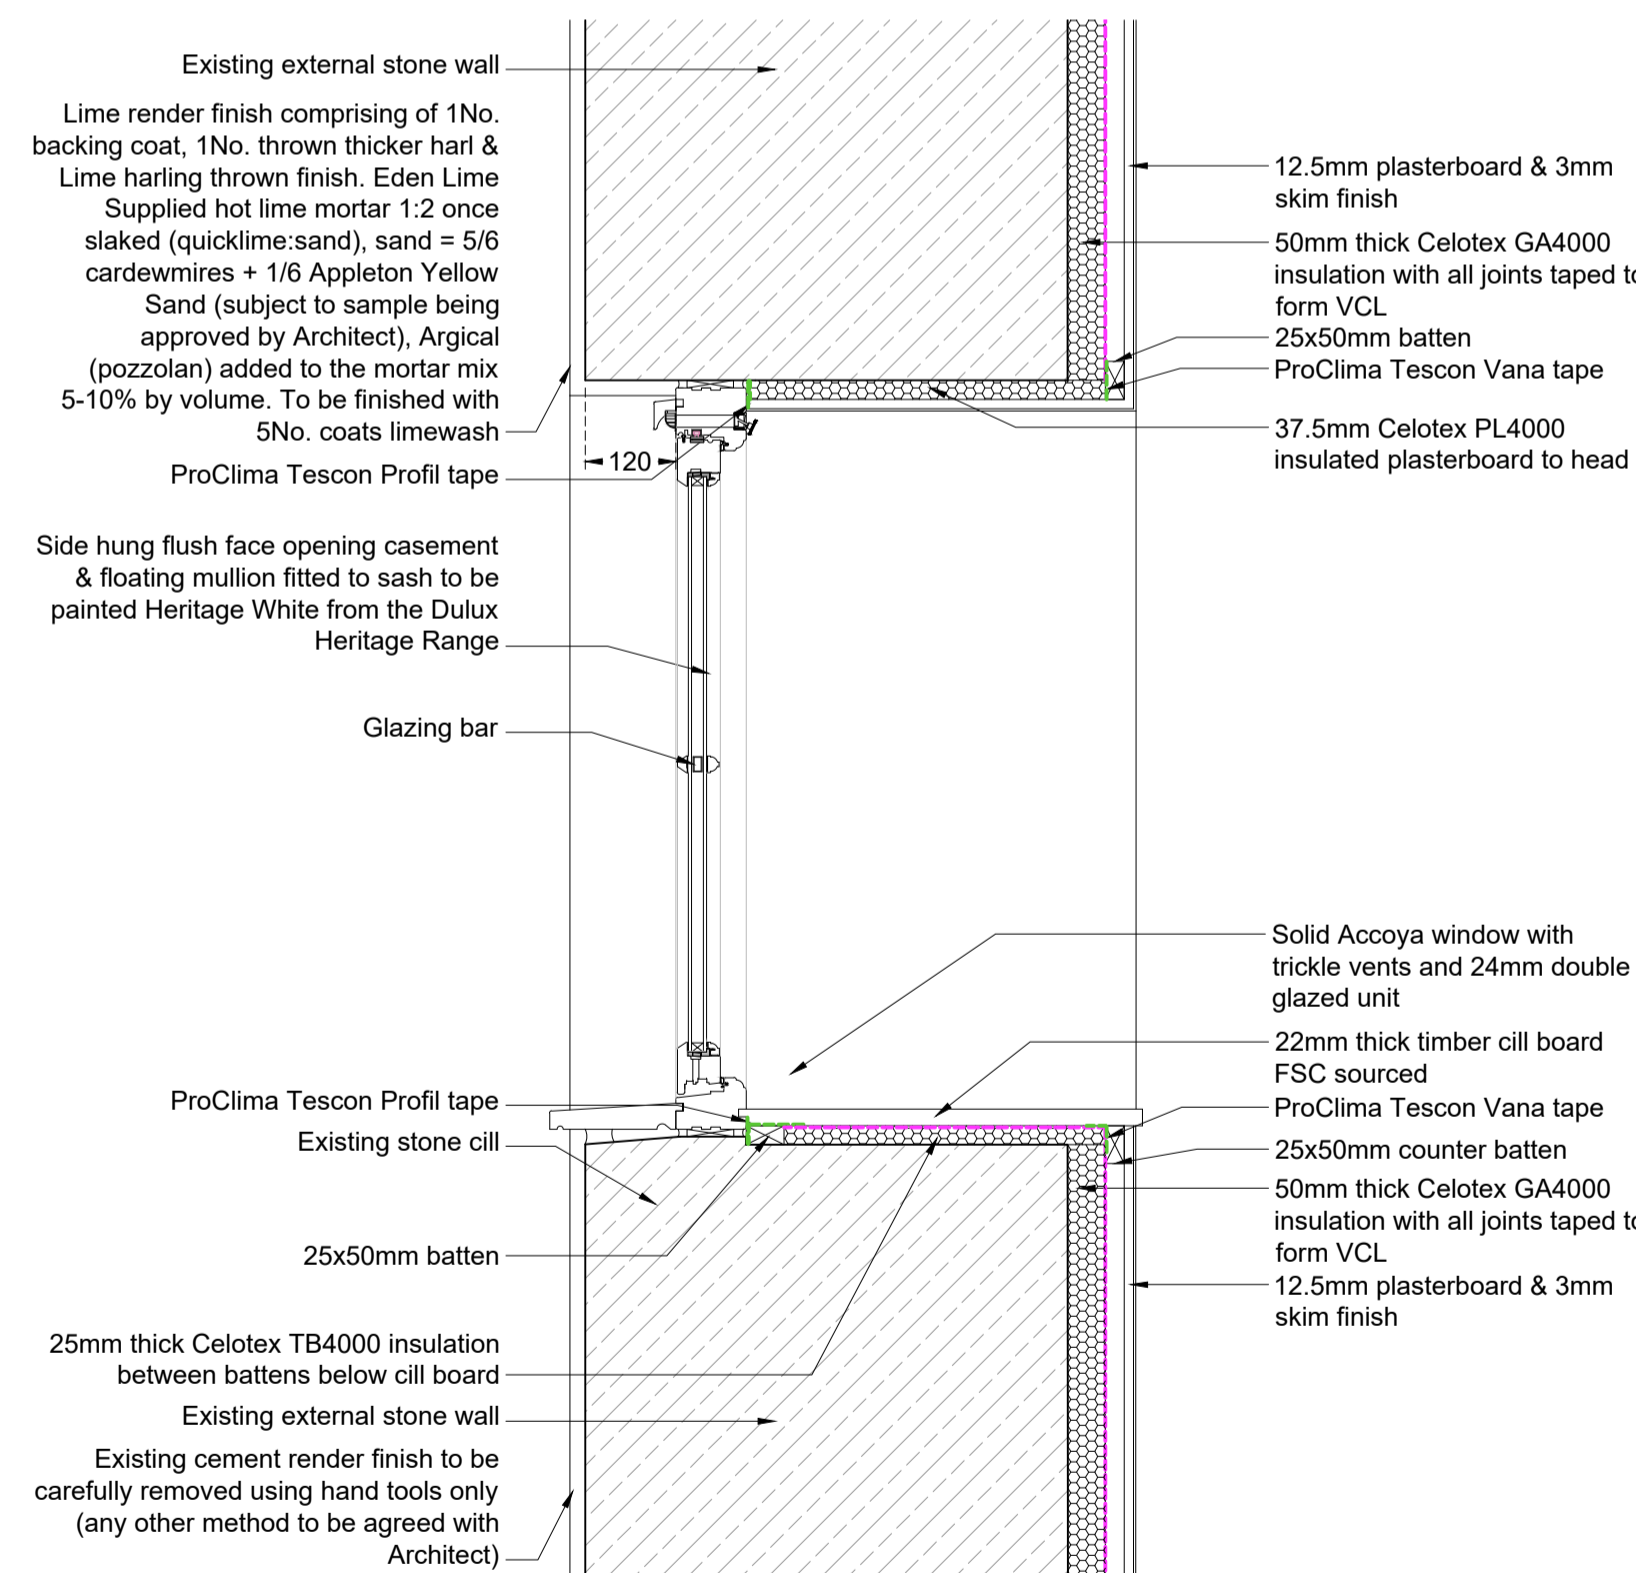 Existing external stone wall
Lime render finish comprising of 1No.
backing coat, 1No. thrown thicker harl &
Lime harling thrown finish. Eden Lime
Supplied hot lime mortar 1:2 once
slaked (quicklime:sand), sand = 5/6
cardewmires + 1/6 Appleton Yellow
Sand (subject to sample being
approved by Architect), Argical
(pozzolan) added to the mortar mix
5-10% by volume. To be finished with
5No. coats limewash
ProClima Tescon Profil tape
120
Side hung flush face opening casement
& floating mullion fitted to sash to be
painted Heritage White from the Dulux
Heritage Range
Glazing bar
ProClima Tescon Profil tape
Existing stone cill
25x50mm batten
25mm thick Celotex TB4000 insulation
between battens below cill board
Existing external stone wall
Existing cement render finish to be
carefully removed using hand tools only
(any other method to be agreed with
Architect)
12.5mm plasterboard & 3mm
skim finish
50mm thick Celotex GA4000
insulation with all joints taped to
form VCL
25x50mm batten
ProClima Tescon Vana tape
37.5mm Celotex PL4000
insulated plasterboard to head
Solid Accoya window with
trickle vents and 24mm double
glazed unit
22mm thick timber cill board
FSC sourced
ProClima Tescon Vana tape
25x50mm counter batten
50mm thick Celotex GA4000
insulation with all joints taped to
form VCL
12.5mm plasterboard & 3mm
skim finish